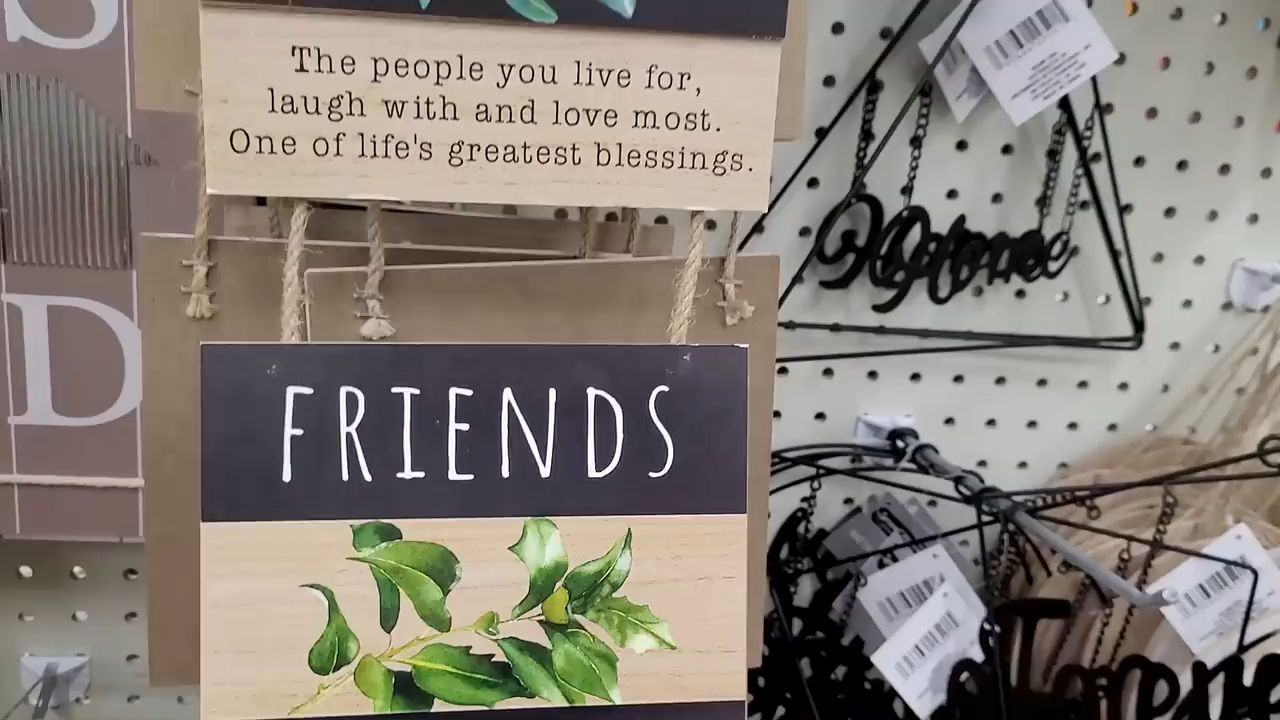 S
The people you live for,
laugh with and love most.
One of life's greatest blessings.
D
FRIENDS